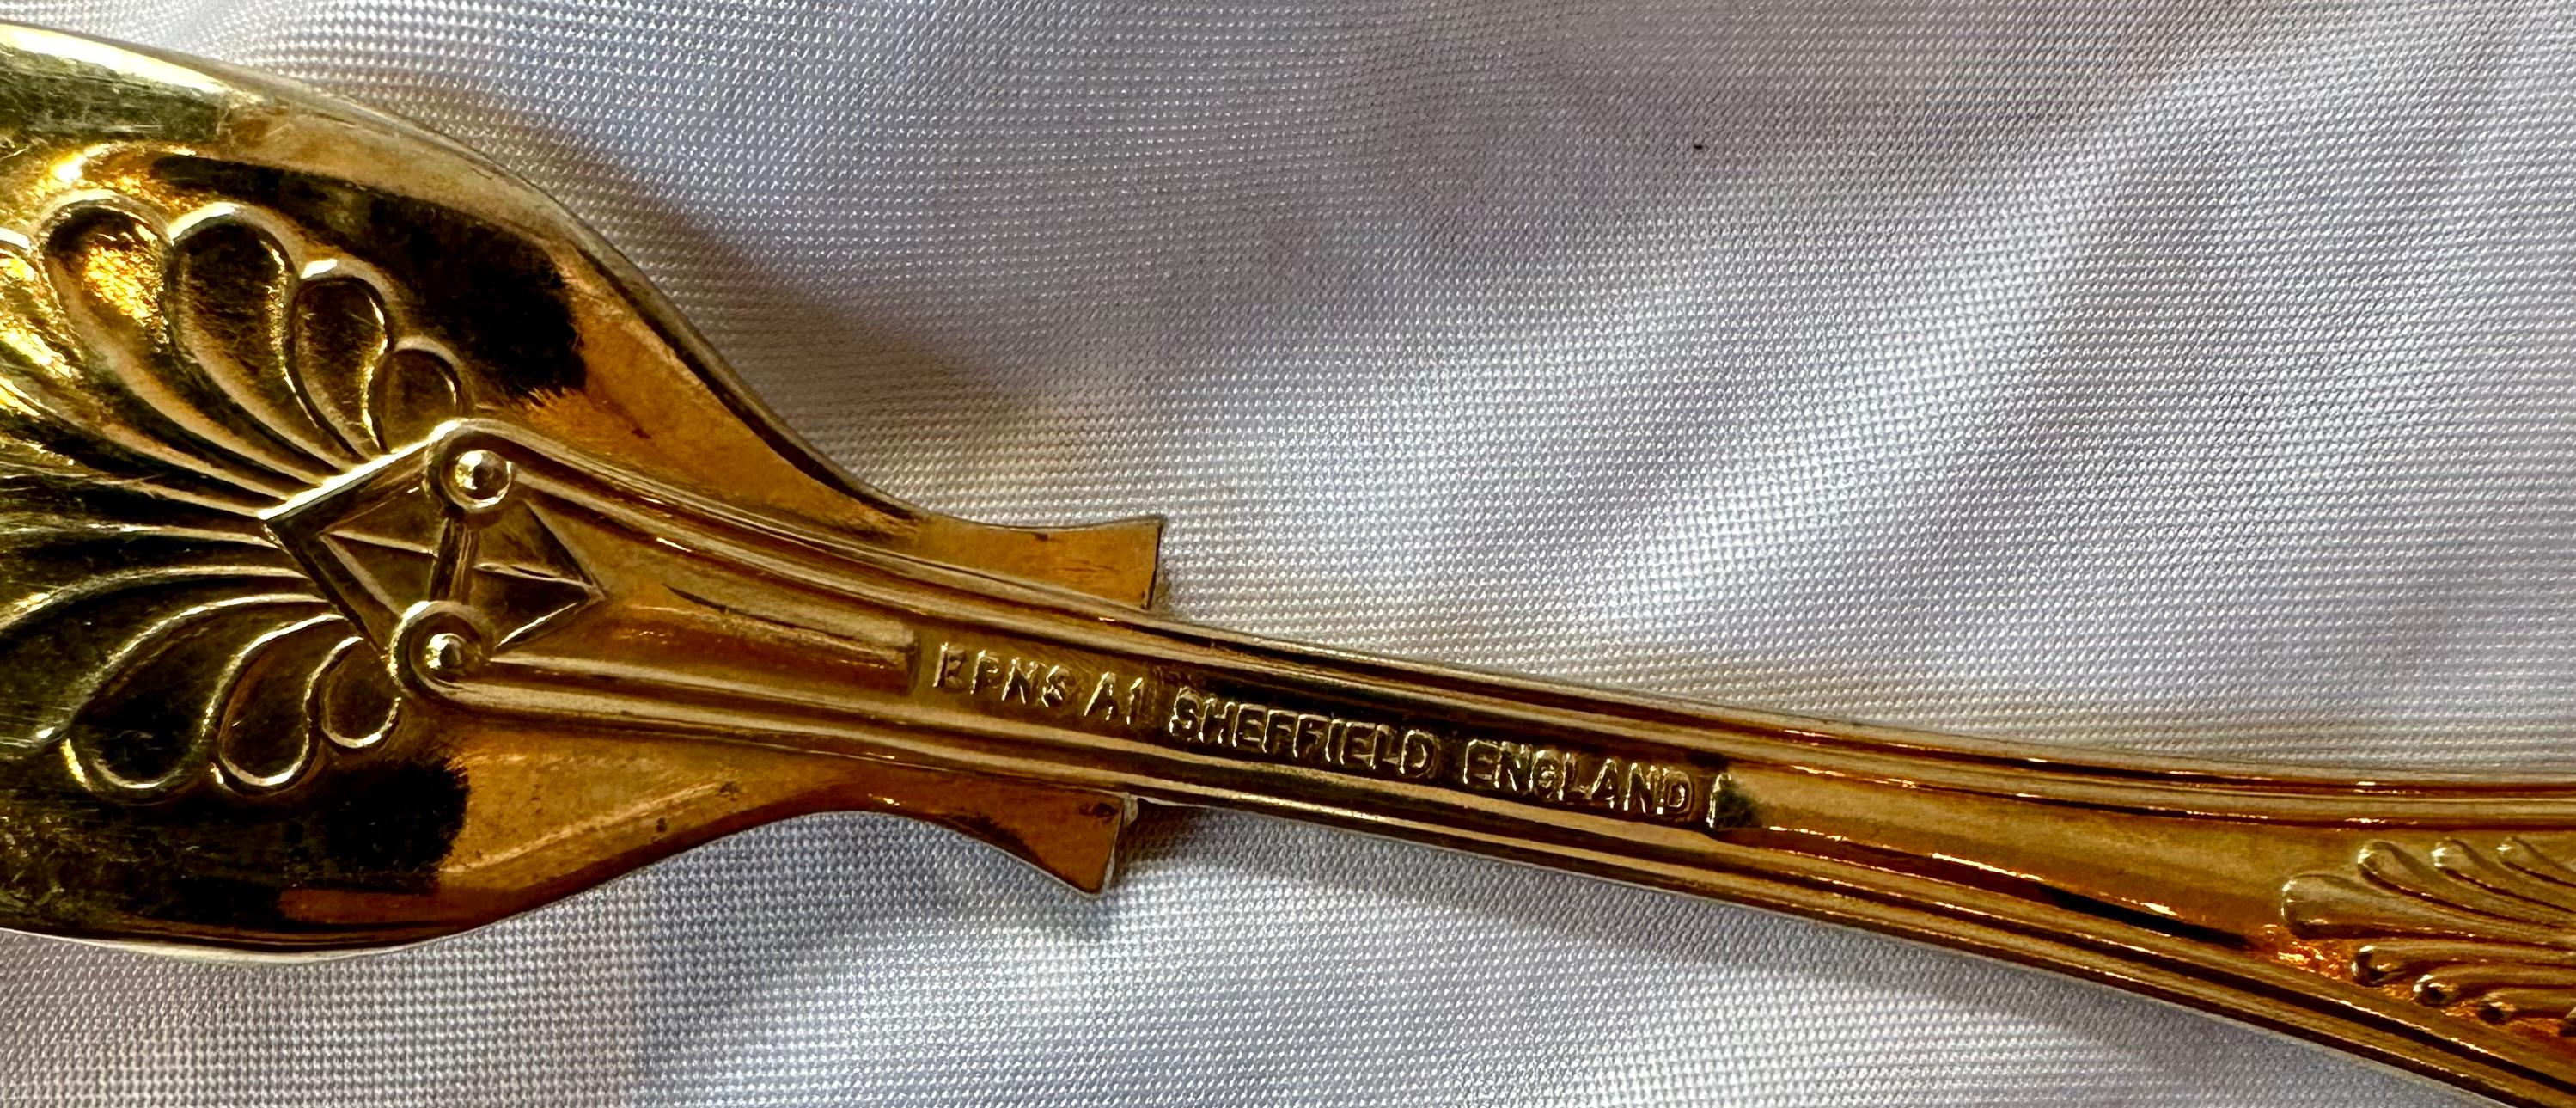 EPNS A1 SHEFFIELD ENGLAND